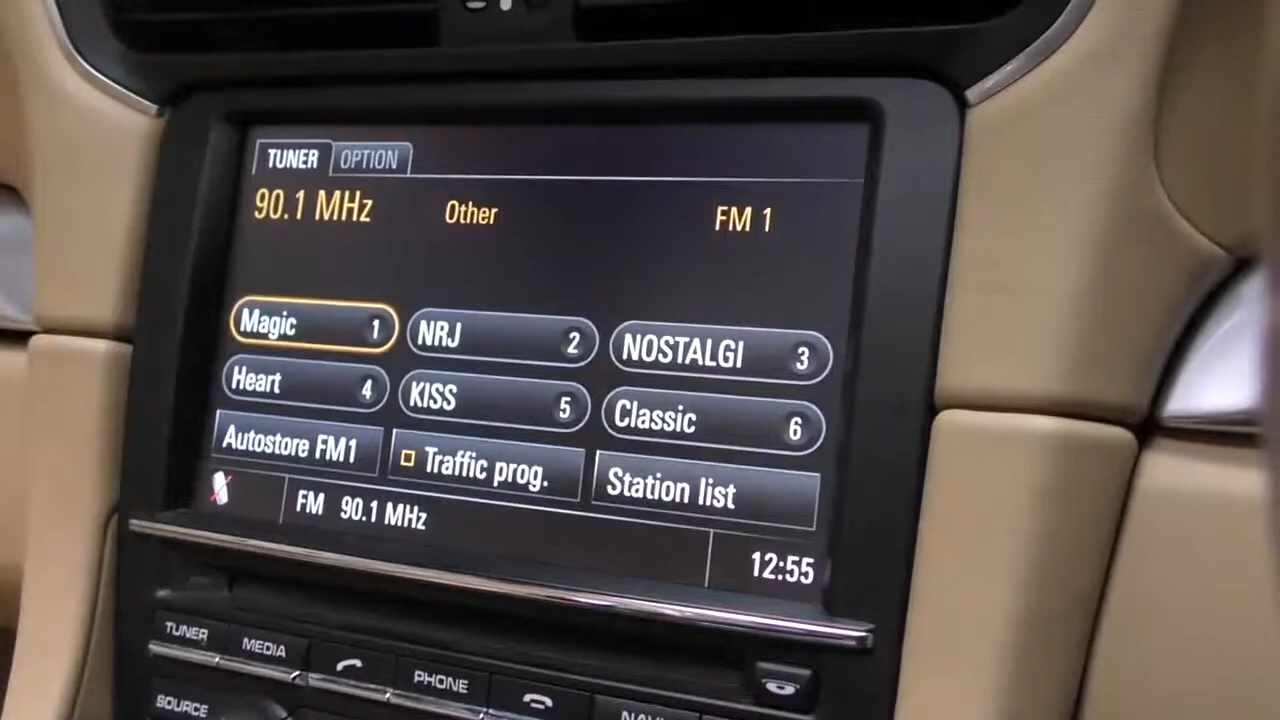 TUNER OPTION
90.1 MHz Other FM 1
Magic 1 NRJ 2 NOSTALGI 3
Heart 4 KISS 5 Classic 6
Autostore FM1 Traffic prog. Station list
FM 90.1 MHz
12:55
TUNER MEDIA PHONE
SOURCE